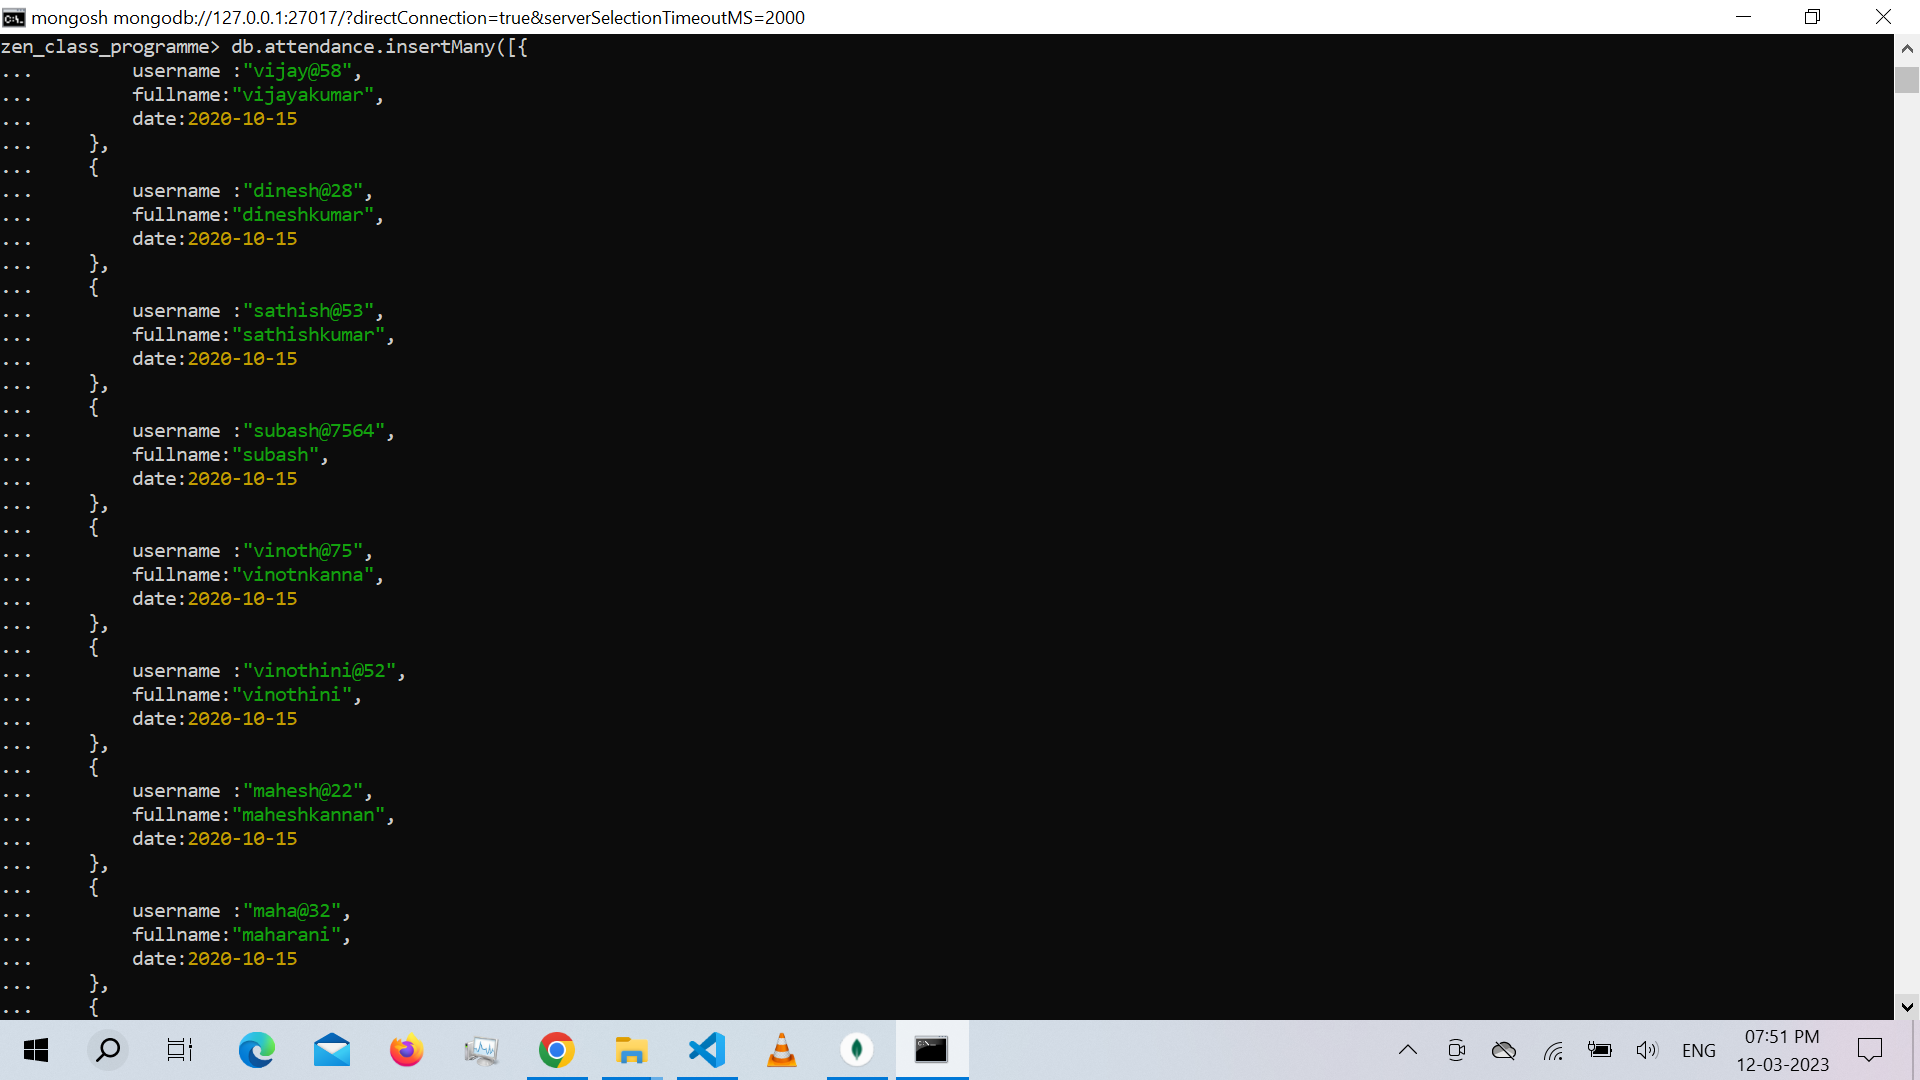 mongosh mongodb://127.0.0.1:27017/?directConnection=true&serverSelectionTimeoutMS=2000
zen_class_programme> db.attendance.insertMany([{
... username :"vijay@58",
... fullname:"vijayakumar",
... date:2020-10-15
... },
... {
... username :"dinesh@28",
... fullname:"dineshkumar",
... date:2020-10-15
... },
... {
... username :"sathish@53",
... fullname:"sathishkumar",
... date:2020-10-15
... },
... {
... username :"subash@7564",
... fullname:"subash",
... date:2020-10-15
... },
... {
... username :"vinoth@75",
... fullname:"vinotnkanna",
... date:2020-10-15
... },
... {
... username :"vinothini@52",
... fullname:"vinothini",
... date:2020-10-15
... },
... {
... username :"mahesh@22",
... fullname:"maheshkannan",
... date:2020-10-15
... },
... {
... username :"maha@32",
... fullname:"maharani",
... date:2020-10-15
... },
... {
ENG
07:51 PM
12-03-2023